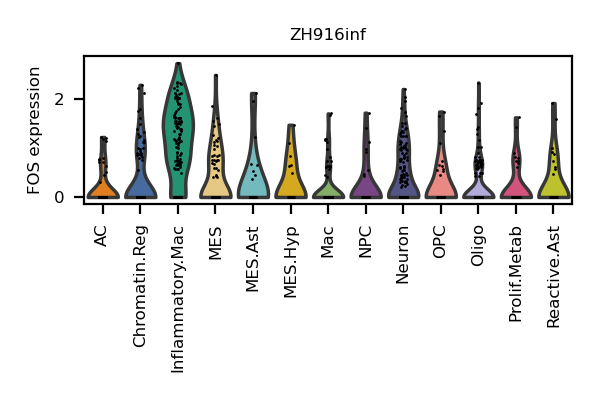 ZH916inf
FOS expression
2
0
AC
Chromatin.Reg
Inflammatory.Mac
MES
MES.Ast
MES.Hyp
Mac
NPC
Neuron
OPC
Oligo
Prolif.Metab
Reactive.Ast